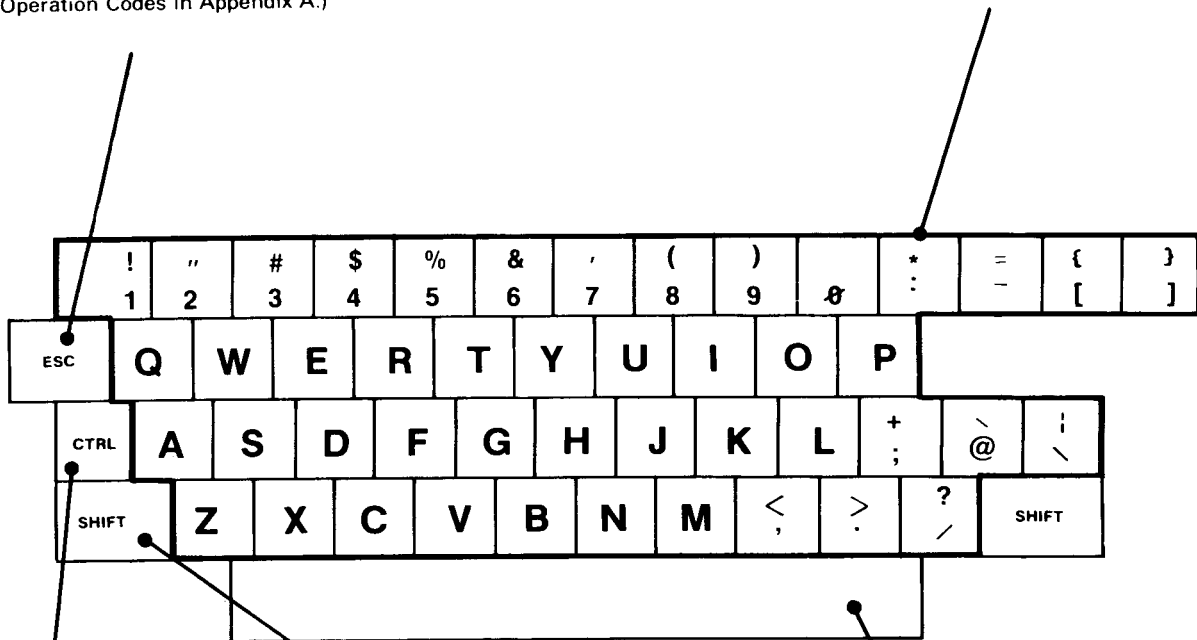 Operation Codes in Appendix A.)
! " # $ % & ' ( ) * = { }
1 2 3 4 5 6 7 8 9 0 : - [ ]
ESC Q W E R T Y U I O P
+ ` ¦
CTRL A S D F G H J K L ; @ \
< > ?
SHIFT Z X C V B N M , . / SHIFT